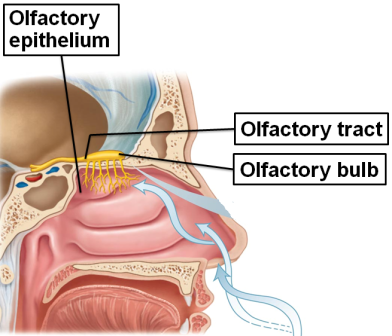 Olfactory
epithelium
Olfactory tract
Olfactory bulb